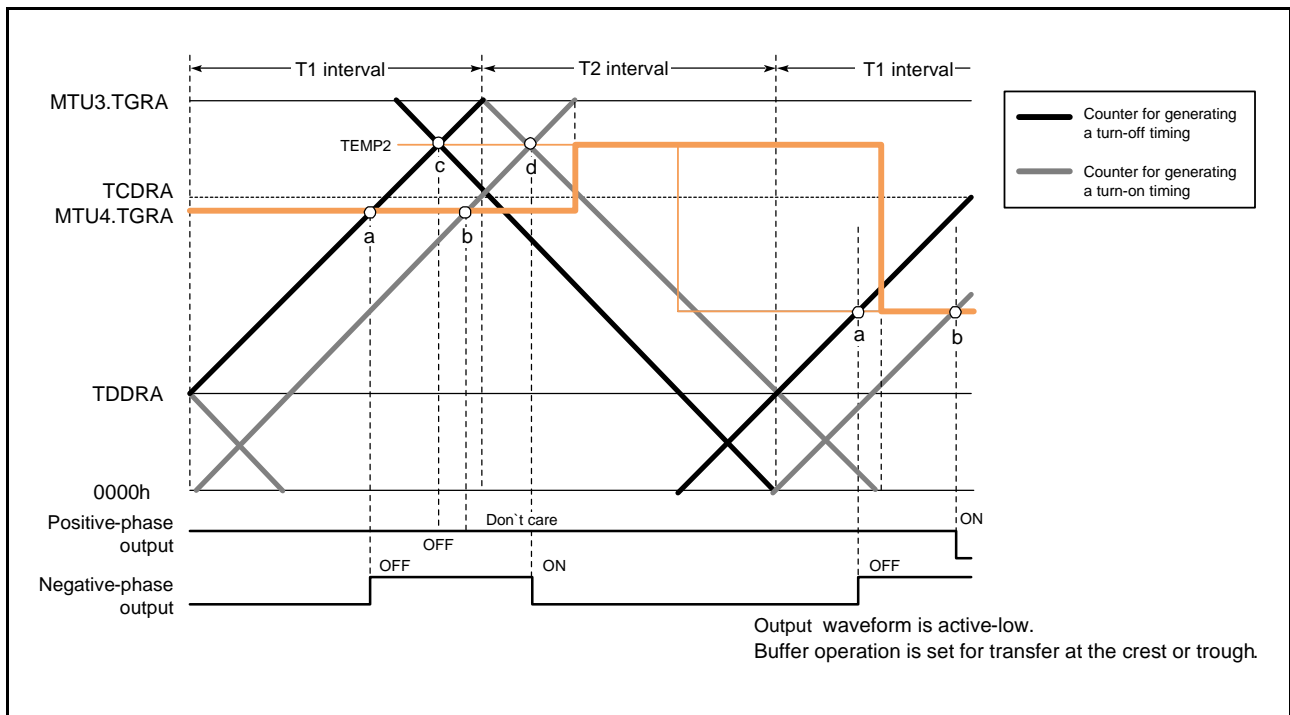 T1 interval
T2 interval
T1 interval
MTU3.TGRA
Counter for generating
a turn-off timing
Counter for generating
a turn-on timing
TEMP2
c
d
TCDRA
MTU4.TGRA
a
b
a
b
TDDRA
0000h
Positive-phase
output
Don`t care
ON
OFF
OFF
ON
OFF
Negative-phase
output
Output waveform is active-low.
Buffer operation is set for transfer at the crest or trough.